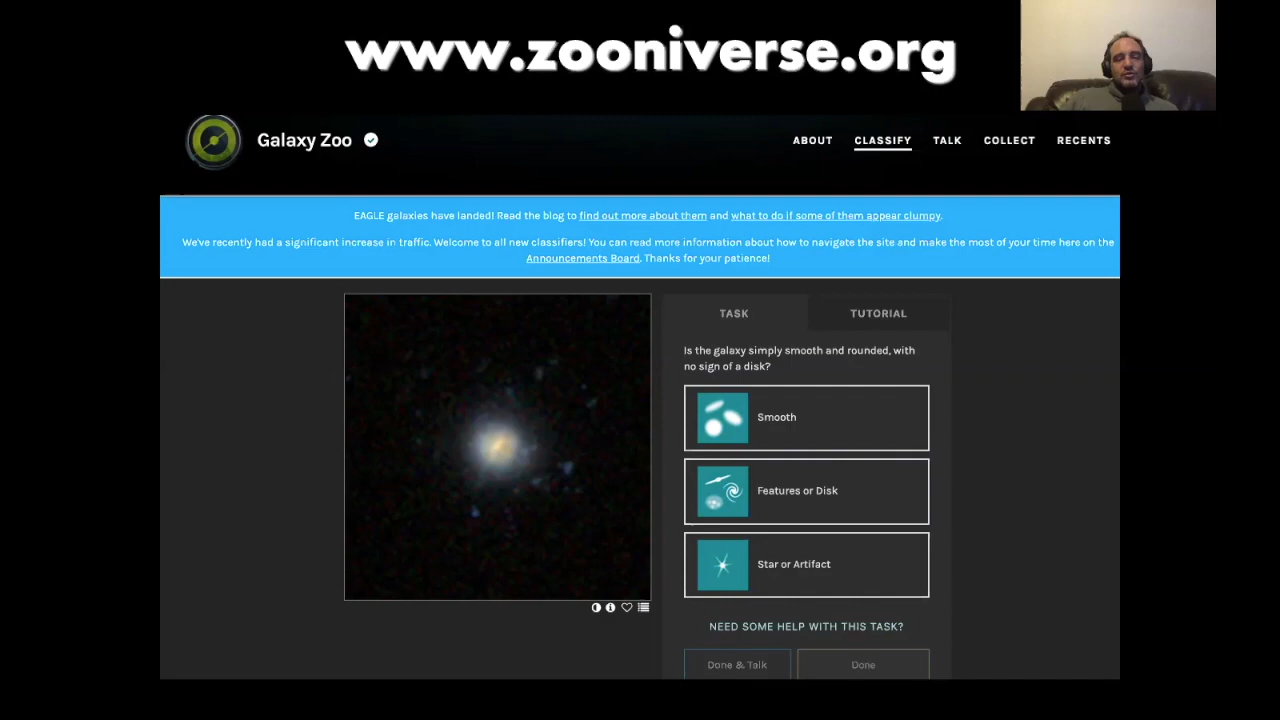 www.zooniverse.org
Galaxy Zoo
ABOUT CLASSIFY TALK COLLECT RECENTS
EAGLE galaxies have landed! Read the blog to find out more about them and what to do if some of them appear clumpy.
We've recently had a significant increase in traffic. Welcome to all new classifiers! You can read more information about how to navigate the site and make the most of your time here on the
Announcements Board. Thanks for your patience!
TASK TUTORIAL
Is the galaxy simply smooth and rounded, with
no sign of a disk?
Smooth
Features or Disk
Star or Artifact
NEED SOME HELP WITH THIS TASK?
Done & Talk Done